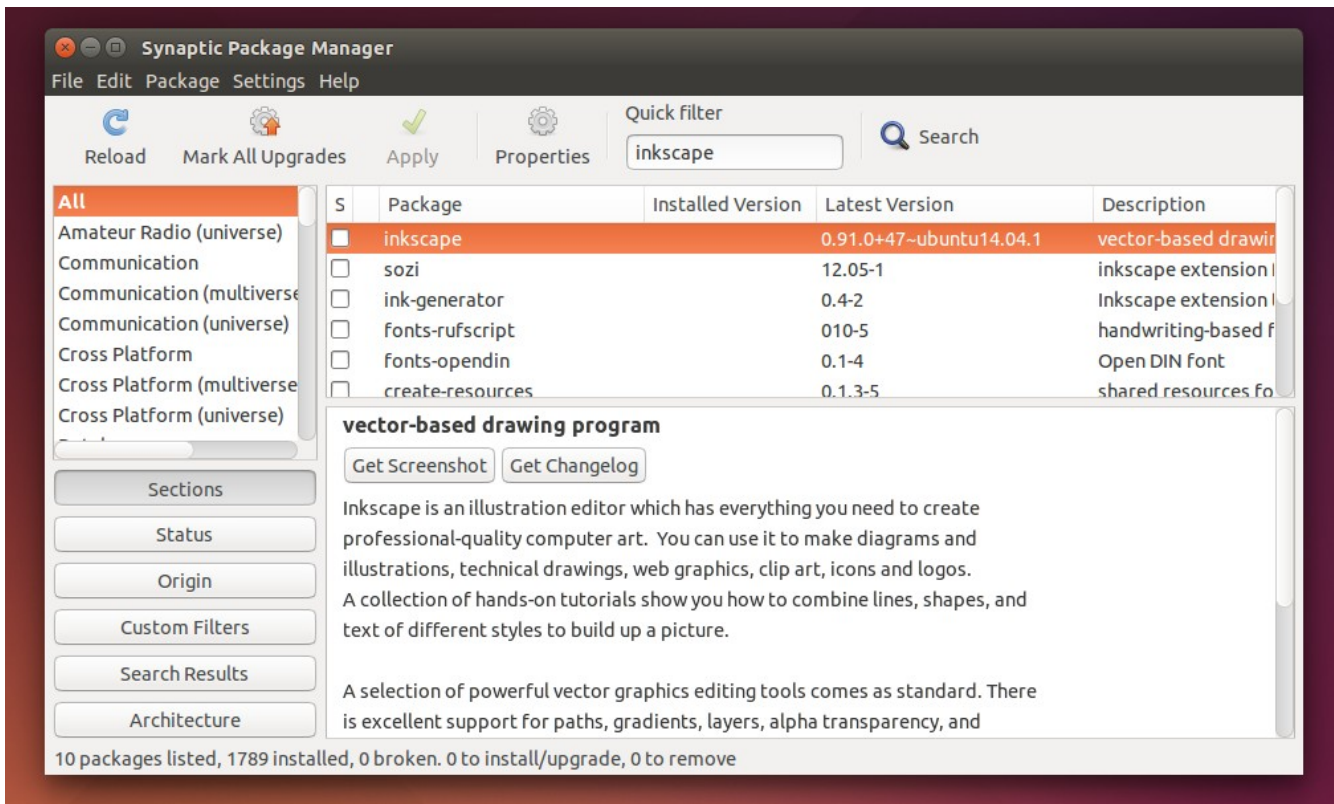 Synaptic Package Manager
File Edit Package Settings Help
Reload Mark All Upgrades Apply Properties Quick filter inkscape Search
All
Amateur Radio (universe)
Communication
Communication (multiverse
Communication (universe)
Cross Platform
Cross Platform (multiverse
Cross Platform (universe)
Sections
Status
Origin
Custom Filters
Search Results
Architecture
S Package Installed Version Latest Version Description
inkscape 0.91.0+47~ubuntu14.04.1 vector-based drawin
sozi 12.05-1 inkscape extension
ink-generator 0.4-2 Inkscape extension
fonts-rufscript 010-5 handwriting-based f
fonts-opendin 0.1-4 Open DIN font
create-resources 0.1.3-5 shared resources fo
vector-based drawing program
Get Screenshot Get Changelog
Inkscape is an illustration editor which has everything you need to create
professional-quality computer art. You can use it to make diagrams and
illustrations, technical drawings, web graphics, clip art, icons and logos.
A collection of hands-on tutorials show you how to combine lines, shapes, and
text of different styles to build up a picture.
A selection of powerful vector graphics editing tools comes as standard. There
is excellent support for paths, gradients, layers, alpha transparency, and
10 packages listed, 1789 installed, 0 broken. 0 to install/upgrade, 0 to remove